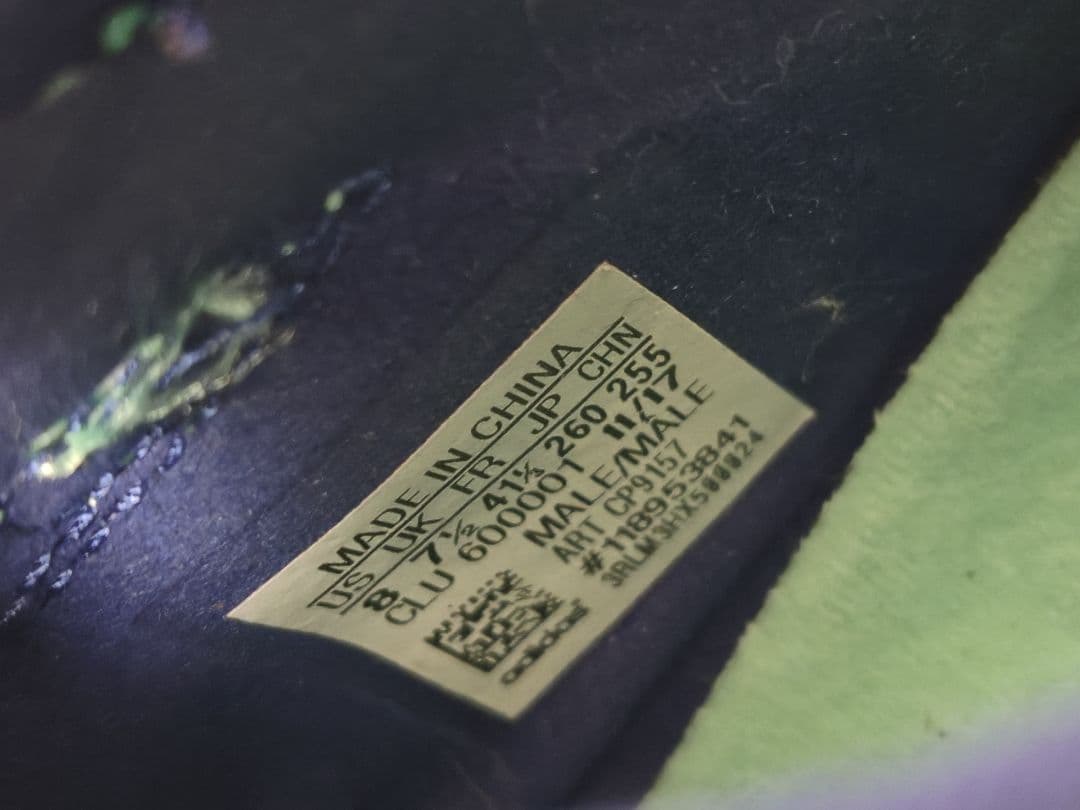 MADE IN CHINA
US UK FR JP CHN
8 7½ 41⅓ 260 255
CLU 600001 11/17
MALE/MALE
ART CP9157
#118953841
3RLM3HX500024
adidas